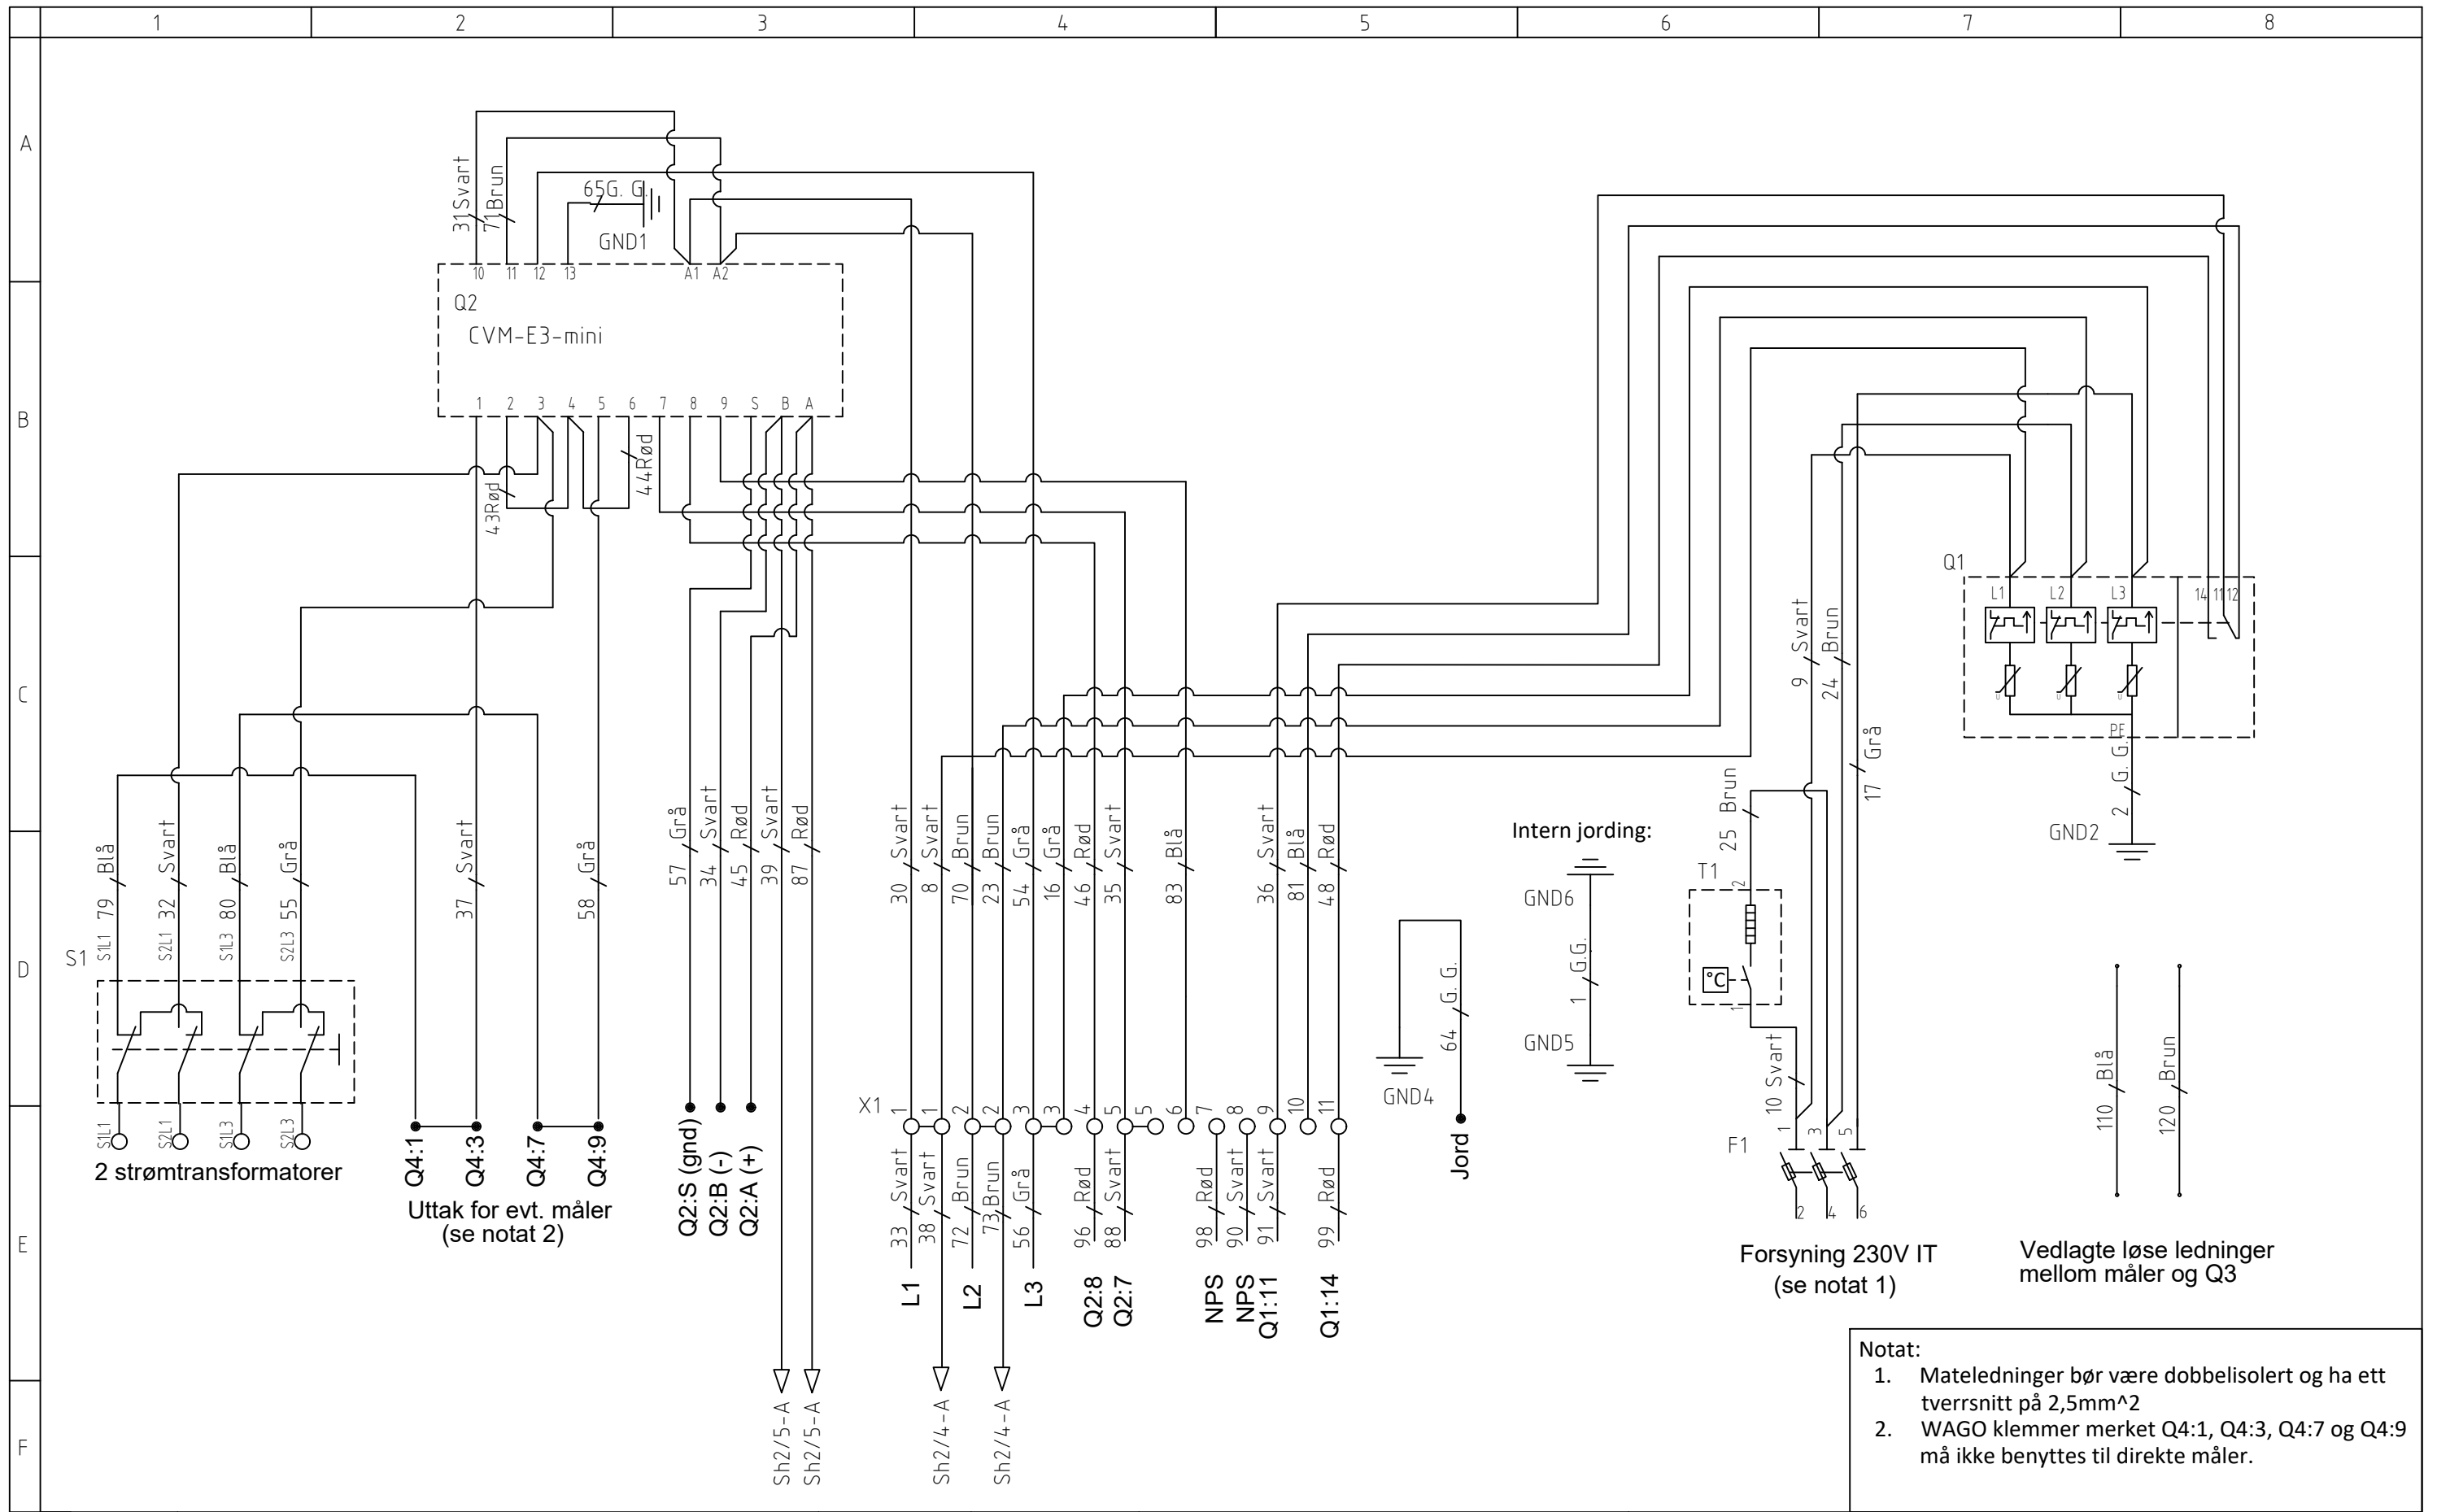 1 2 3 4 5 6 7 8
A
B
C
D
E
F
31 Svart
71 Brun
65 G. G.
GND1
10 11 12 13 A1 A2
Q2
CVM-E3-mini
1 2 3 4 5 6 7 8 9 S B A
43 Rød
44 Rød
Q1
L1 L2 L3 14 11 12
U U U
PE
2 G. G.
GND2
9 Svart
24 Brun
17 Grå
25 Brun
T1
2
°C
1
10 Svart
F1
1 3 5
2 4 6
Forsyning 230V IT
(se notat 1)
79 Blå
32 Svart
80 Blå
55 Grå
S1L1 S2L1 S1L3 S2L3
S1
S1L1 S2L1 S1L3 S2L3
2 strømtransformatorer
37 Svart
58 Grå
Q4:1
Q4:3
Q4:7
Q4:9
Uttak for evt. måler
(se notat 2)
57 Grå
34 Svart
45 Rød
39 Svart
87 Rød
Q2:S (gnd)
Q2:B (-)
Q2:A (+)
Sh2/5-A
Sh2/5-A
30 Svart
8 Svart
70 Brun
23 Brun
54 Grå
16 Grå
46 Rød
35 Svart
83 Blå
36 Svart
81 Blå
48 Rød
X1
1 1 2 2 3 3 4 5 5 6 7 8 9 10 11
33 Svart
38 Svart
72 Brun
73 Brun
56 Grå
96 Rød
88 Svart
98 Rød
90 Svart
91 Svart
99 Rød
L1
L2
L3
Q2:8
Q2:7
NPS
NPS
Q1:11
Q1:14
Sh2/4-A
Sh2/4-A
GND4
64 G. G.
Jord
Intern jording:
GND6
1 G.G.
GND5
110 Blå
120 Brun
Vedlagte løse ledninger
mellom måler og Q3
Notat:
1. Mateledninger bør være dobbelisolert og ha ett
tverrsnitt på 2,5mm^2
2. WAGO klemmer merket Q4:1, Q4:3, Q4:7 og Q4:9
må ikke benyttes til direkte måler.